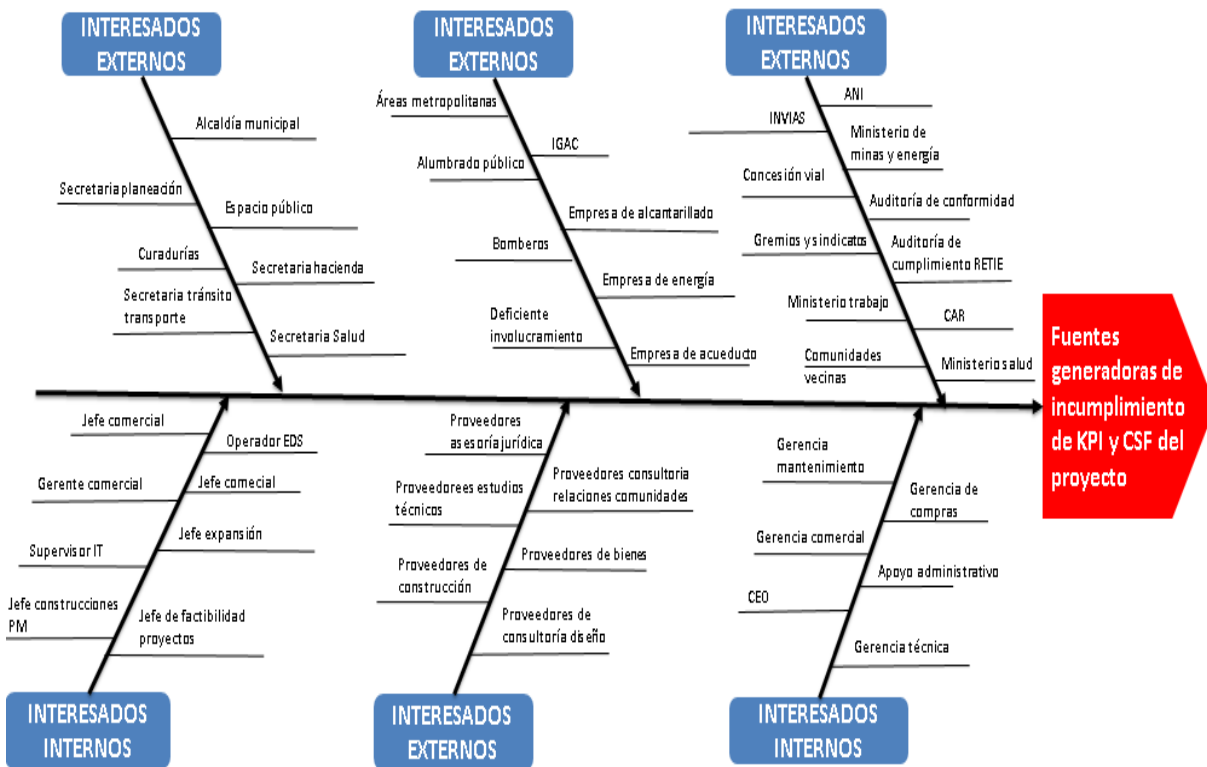 INTERESADOS
EXTERNOS
INTERESADOS
EXTERNOS
INTERESADOS
EXTERNOS
Alcaldía municipal
Secretaria planeación
Espacio público
Curadurías
Secretaria hacienda
Secretaria tránsito
transporte
Secretaria Salud
Áreas metropolitanas
IGAC
Alumbrado público
Empresa de alcantarillado
Bomberos
Empresa de energía
Deficiente
involucramiento
Empresa de acueducto
ANI
INVIAS
Ministerio de
minas y energía
Concesión vial
Auditoría de conformidad
Gremios y sindicatos
Auditoría de
cumplimiento RETIE
Ministerio trabajo
CAR
Comunidades
vecinas
Ministerio salud
Fuentes
generadoras de
incumplimiento
de KPI y CSF del
proyecto
Jefe comercial
Operador EDS
Gerente comercial
Jefe comecial
Supervisor IT
Jefe expansión
Jefe construcciones
PM
Jefe de factibilidad
proyectos
Proveedores
asesoría jurídica
Proveedores consultoria
relaciones comunidades
Proveedorees estudios
técnicos
Proveedores de bienes
Proveedores de
construcción
Proveedores de
consultoría diseño
Gerencia
mantenimiento
Gerencia de
compras
Gerencia comercial
Apoyo administrativo
CEO
Gerencia técnica
INTERESADOS
INTERNOS
INTERESADOS
EXTERNOS
INTERESADOS
INTERNOS